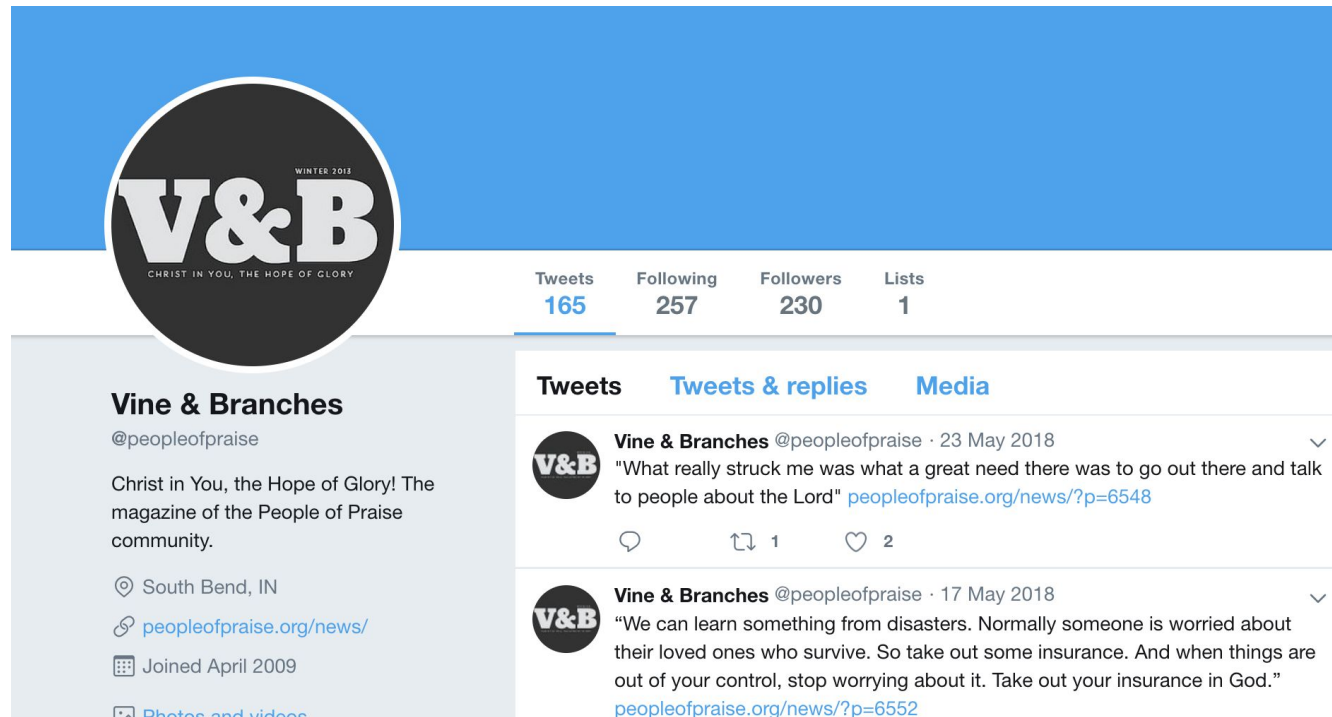 WINTER 2013
V&B
CHRIST IN YOU, THE HOPE OF GLORY
Tweets
165
Following
257
Followers
230
Lists
1
Vine & Branches
@peopleofpraise
Christ in You, the Hope of Glory! The
magazine of the People of Praise
community.
South Bend, IN
peopleofpraise.org/news/
Joined April 2009
Photos and videos
Tweets Tweets & replies Media
V&B
Vine & Branches @peopleofpraise · 23 May 2018
"What really struck me was what a great need there was to go out there and talk
to people about the Lord" peopleofpraise.org/news/?p=6548
1 2
V&B
Vine & Branches @peopleofpraise · 17 May 2018
“We can learn something from disasters. Normally someone is worried about
their loved ones who survive. So take out some insurance. And when things are
out of your control, stop worrying about it. Take out your insurance in God.”
peopleofpraise.org/news/?p=6552